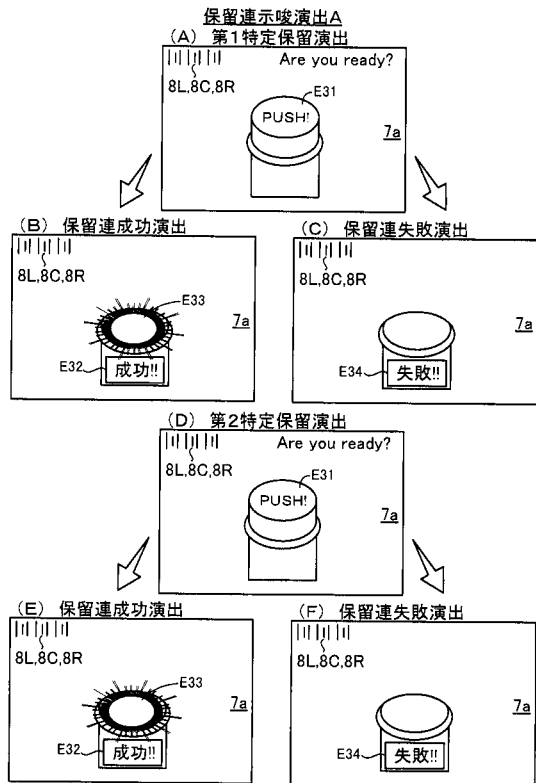 保留連示唆演出A
(A) 第1特定保留演出
Are you ready?
8L,8C,8R
E31
PUSH!
7a
(B) 保留連成功演出
8L,8C,8R
E33
7a
E32
成功!!
(C) 保留連失敗演出
8L,8C,8R
7a
E34
失敗!!
(D) 第2特定保留演出
Are you ready?
8L,8C,8R
E31
PUSH!
7a
(E) 保留連成功演出
8L,8C,8R
E33
7a
E32
成功!!
(F) 保留連失敗演出
8L,8C,8R
7a
E34
失敗!!